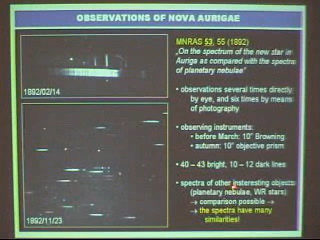 OBSERVATIONS OF NOVA AURIGAE
MNRAS 53, 55 (1892)
„On the spectrum of the new star in
Auriga as compared with the spectra
of planetary nebulae"
• observations several times directly
by eye, and six times by means
of photography
• observing instruments:
• before March: 10" Browning
• autumn: 10" objective prism
• 40 – 43 bright, 10 – 12 dark lines
• spectra of other insteresting objects
(planetary nebulae, WR stars)
→ comparison possible →
→ the spectra have many
similarities!
1892/02/14
1892/11/23